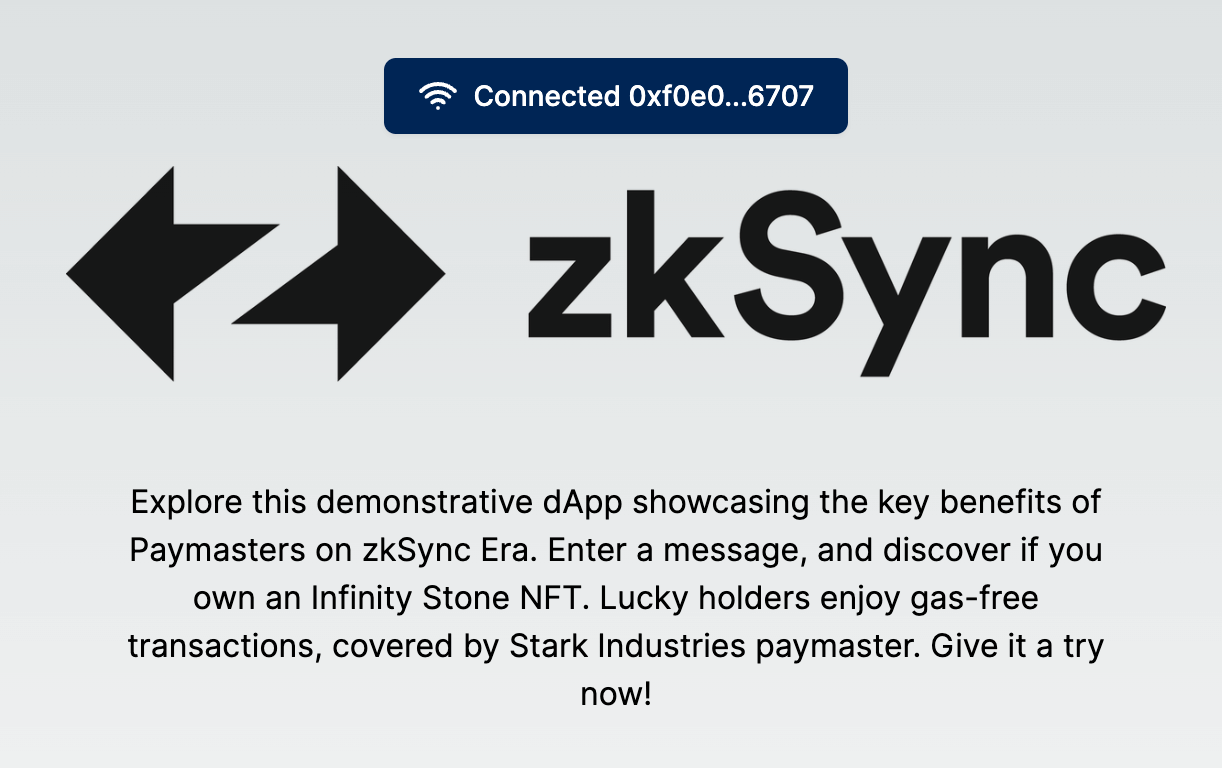 Connected 0xf0e0...6707
zkSync
Explore this demonstrative dApp showcasing the key benefits of
Paymasters on zkSync Era. Enter a message, and discover if you
own an Infinity Stone NFT. Lucky holders enjoy gas-free
transactions, covered by Stark Industries paymaster. Give it a try
now!